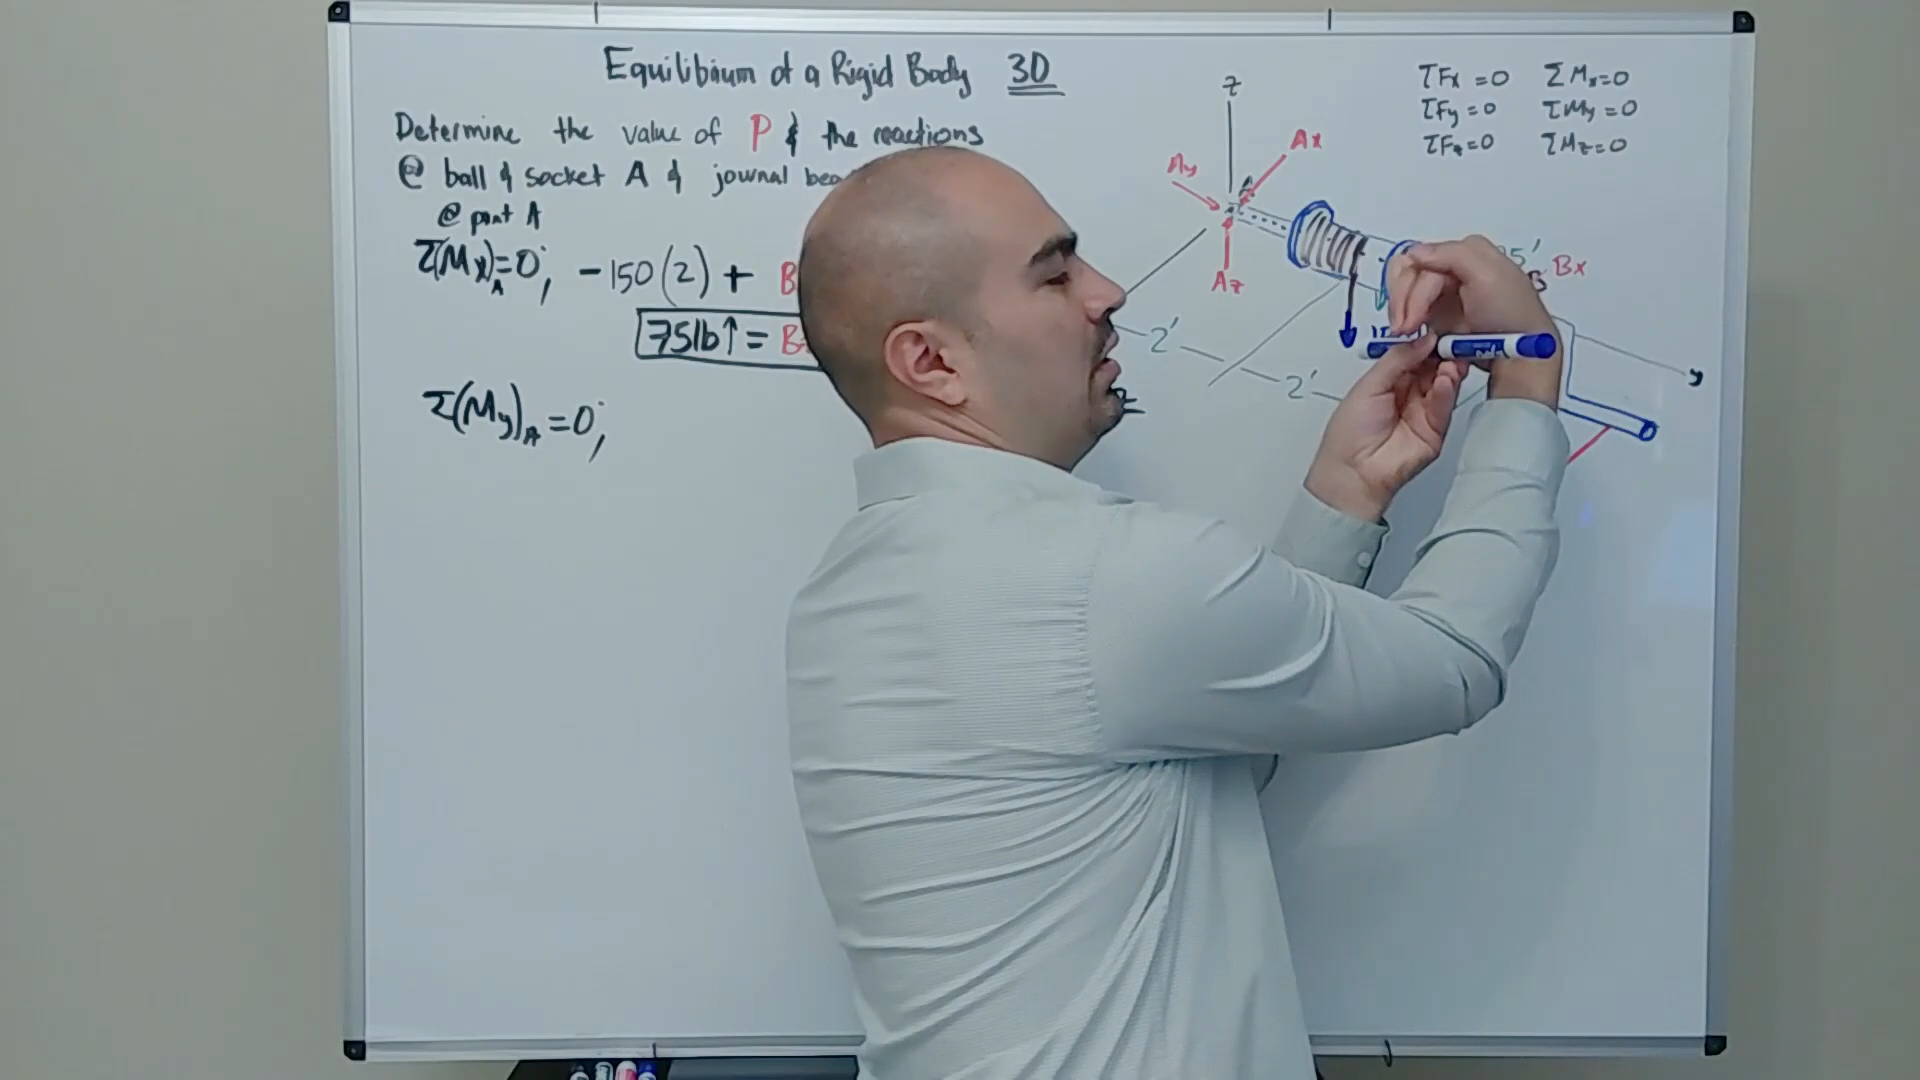 Equilibium of a Rigid Body 3D
Determine the value of P & the reactions
@ ball & socket A & journal
@ point A
Σ(Mx)A=0; -150(2) + B
75lb↑ = B
Σ(My)A=0;
z
Ax
Ay
A
Az
2'
2'
Bx
B
y
ΣFx=0 ΣMx=0
ΣFy=0 ΣMy=0
ΣFz=0 ΣMz=0